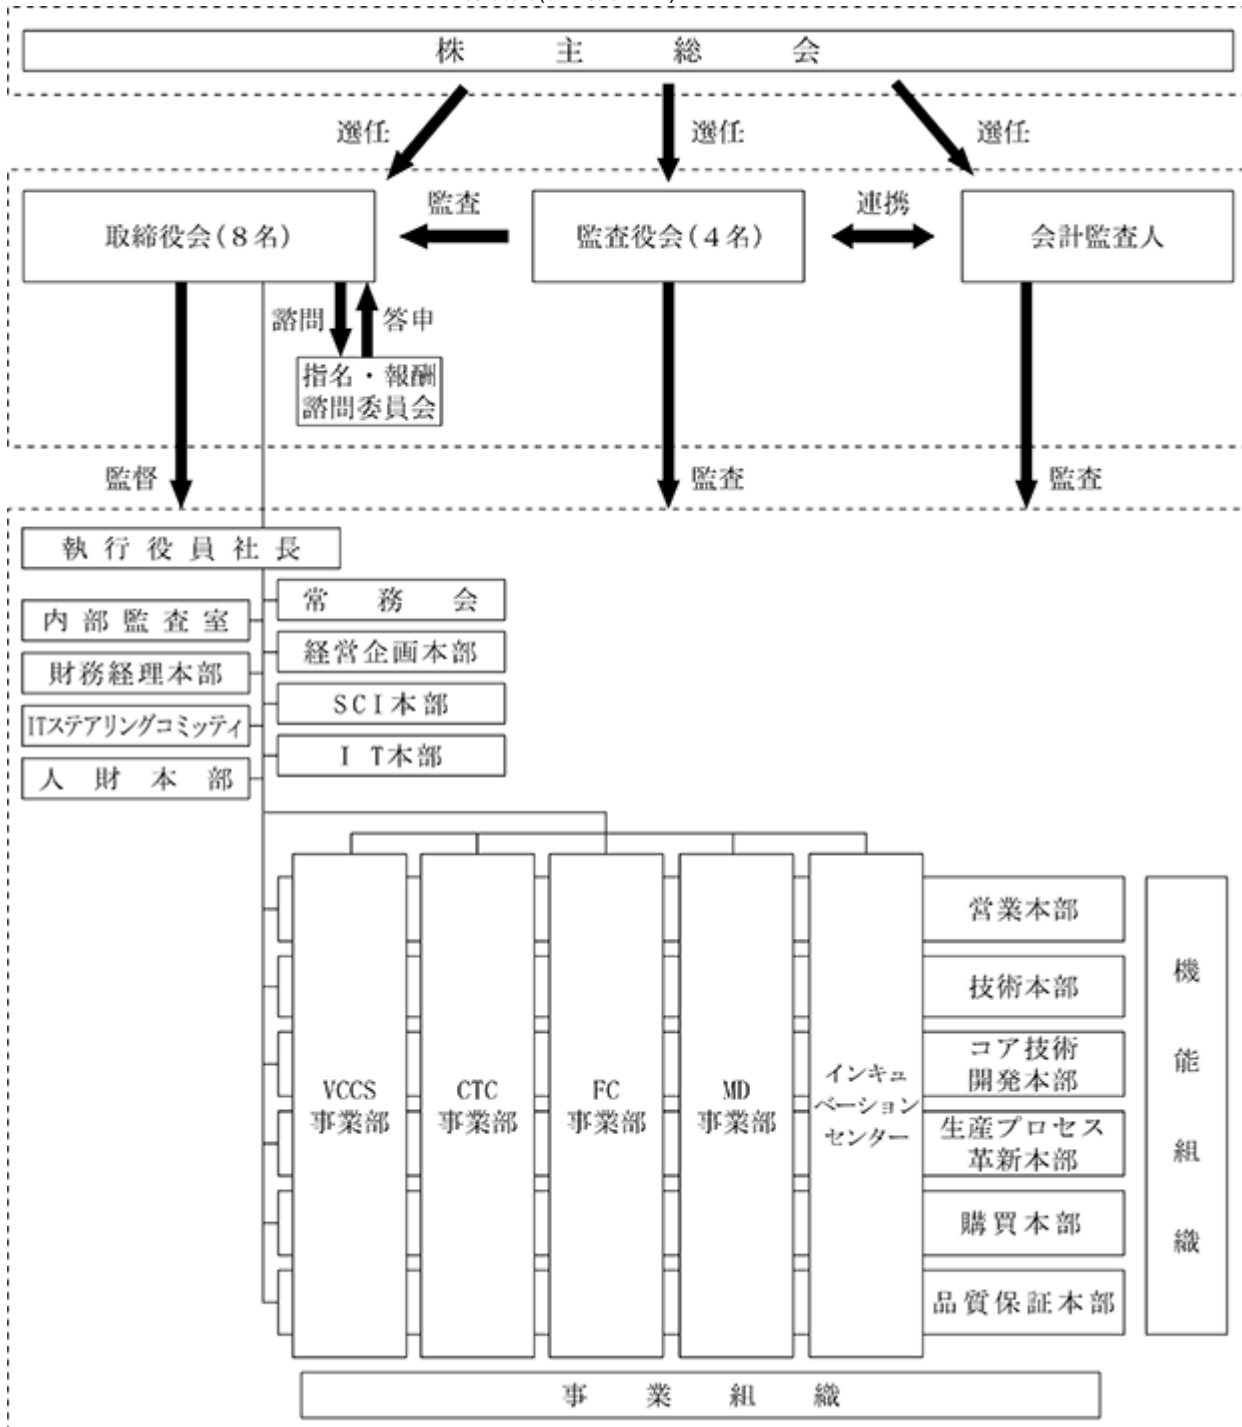 株主総会
選任
選任
選任
取締役会(8名)
監査
監査役会(4名)
連携
会計監査人
諮問
答申
指名・報酬
諮問委員会
監督
監査
監査
執行役員社長
常務会
内部監査室
経営企画本部
財務経理本部
SCI本部
ITステアリングコミッティ
IT本部
人財本部
VCCS
事業部
CTC
事業部
FC
事業部
MD
事業部
インキュ
ベーション
センター
営業本部
技術本部
コア技術
開発本部
生産プロセス
革新本部
購買本部
品質保証本部
機能組織
事業組織